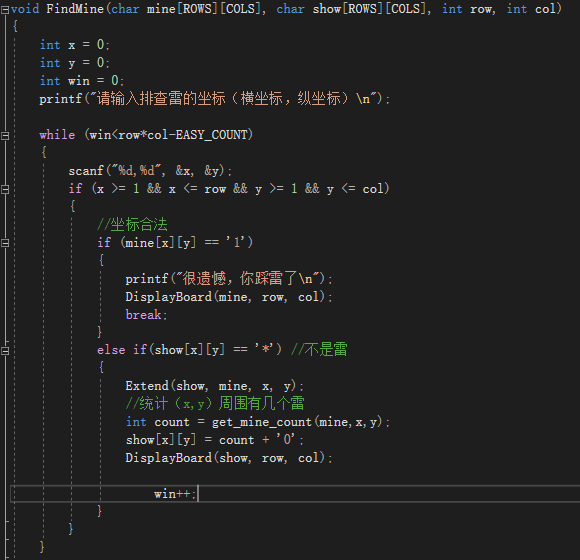 void FindMine(char mine[ROWS][COLS], char show[ROWS][COLS], int row, int col)
{
int x = 0;
int y = 0;
int win = 0;
printf("请输入排查雷的坐标（横坐标，纵坐标）\n");
while (win<row*col-EASY_COUNT)
{
scanf("%d,%d", &x, &y);
if (x >= 1 && x <= row && y >= 1 && y <= col)
{
//坐标合法
if (mine[x][y] == '1')
{
printf("很遗憾，你踩雷了\n");
DisplayBoard(mine, row, col);
break;
}
else if(show[x][y] == '*') //不是雷
{
Extend(show, mine, x, y);
//统计（x,y）周围有几个雷
int count = get_mine_count(mine,x,y);
show[x][y] = count + '0';
DisplayBoard(show, row, col);
win++;
}
}
}